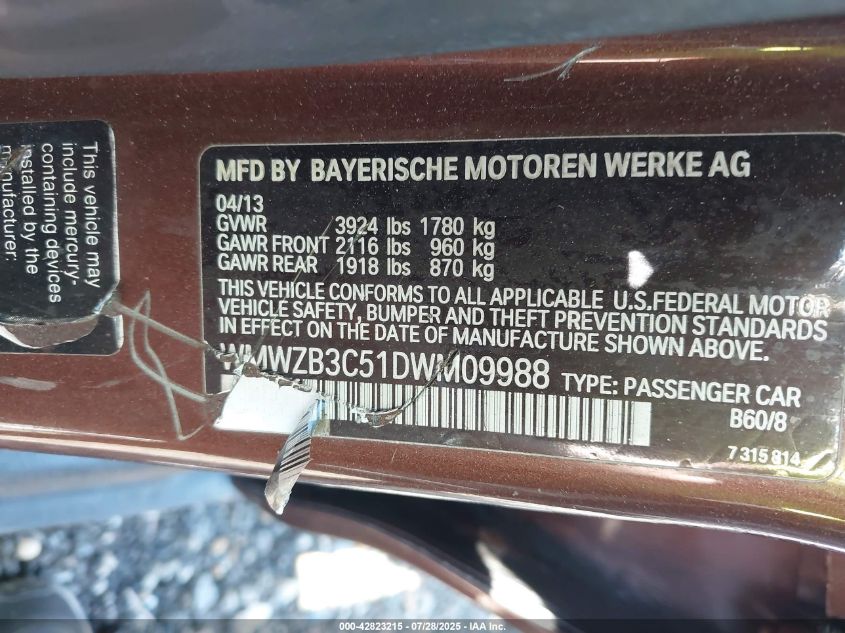 This vehicle may
include mercury-
containing devices
installed by the
manufacturer:
MFD BY BAYERISCHE MOTOREN WERKE AG
04/13
GVWR 3924 lbs 1780 kg
GAWR FRONT 2116 lbs 960 kg
GAWR REAR 1918 lbs 870 kg
THIS VEHICLE CONFORMS TO ALL APPLICABLE U.S.FEDERAL MOTOR
VEHICLE SAFETY, BUMPER AND THEFT PREVENTION STANDARDS
IN EFFECT ON THE DATE OF MANUFACTURE SHOWN ABOVE.
WMWZB3C51DWM09988 TYPE: PASSENGER CAR
B60/8
7 315 814
000-42823215 - 07/28/2025 - IAA Inc.